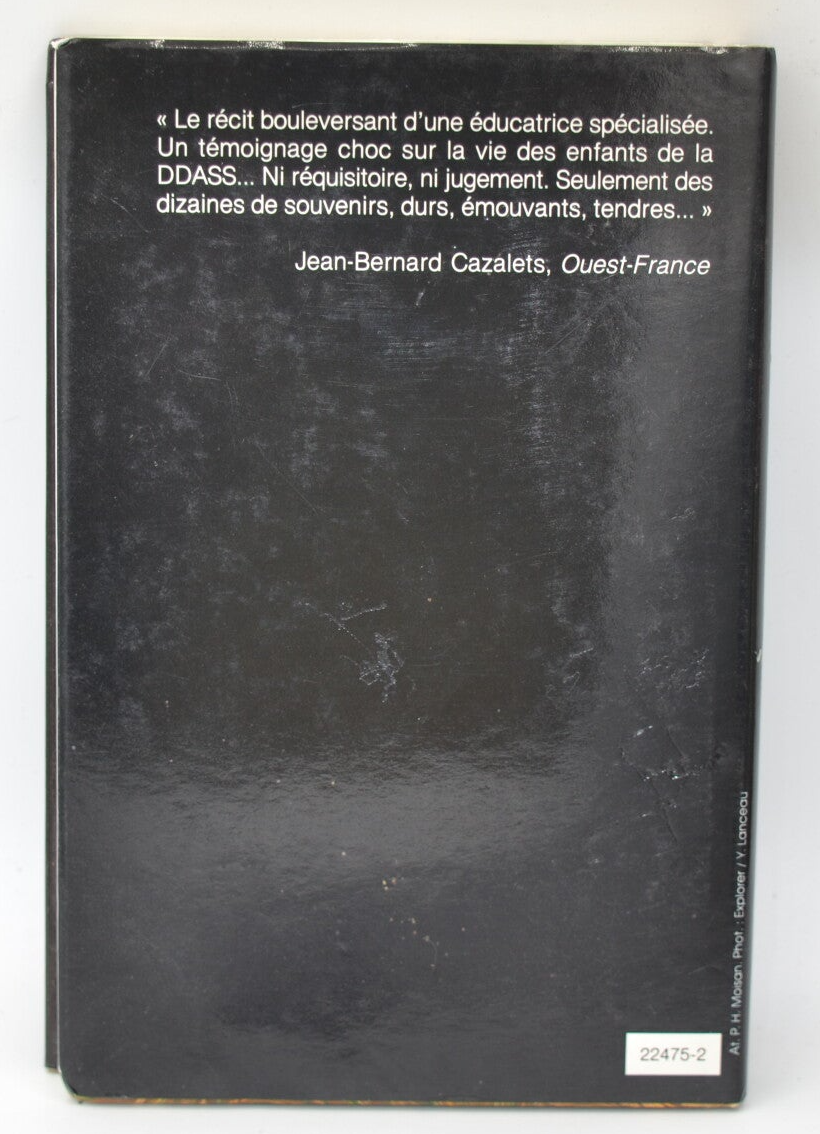 « Le récit bouleversant d'une éducatrice spécialisée.
Un témoignage choc sur la vie des enfants de la
DDASS... Ni réquisitoire, ni jugement. Seulement des
dizaines de souvenirs, durs, émouvants, tendres... »
Jean-Bernard Cazalets, Ouest-France
At. P. H. Moisan. Phot. : Explorer / Y. Lanceau
22475-2